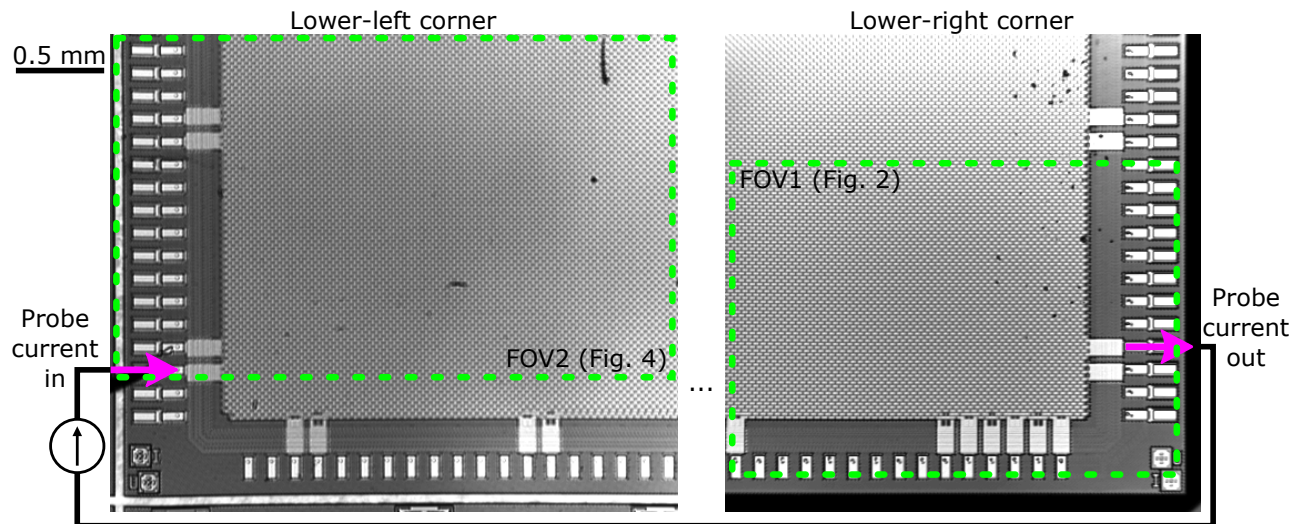 Lower-left corner
Lower-right corner
0.5 mm
FOV1 (Fig. 2)
Probe
current
in
FOV2 (Fig. 4)
...
Probe
current
out